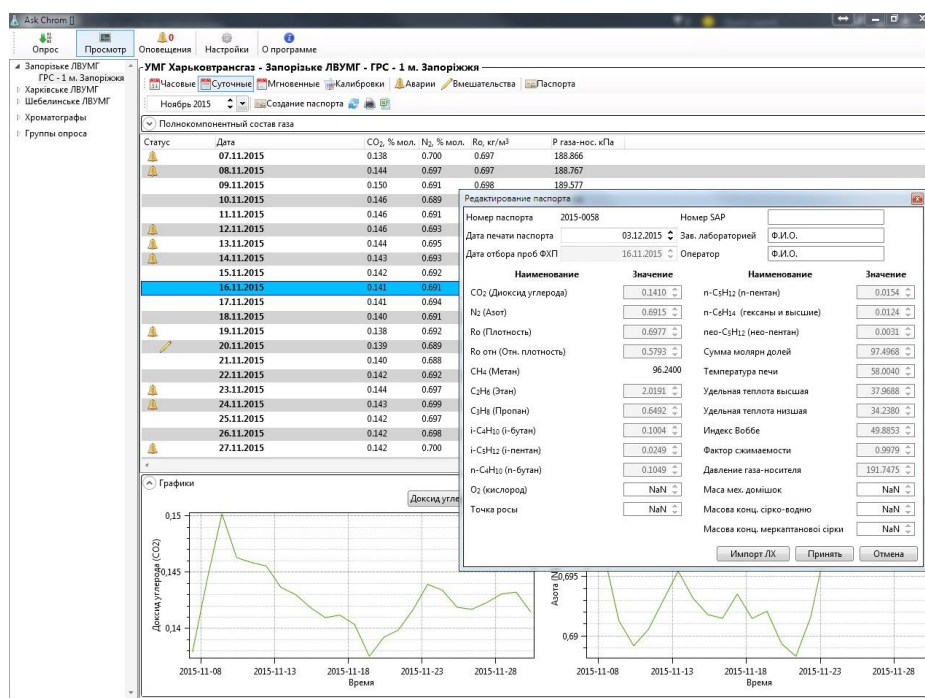 Ask Chrom []
Опрос Просмотр Оповещения 0 Настройки О программе
Запорізьке ЛВУМГ
ГРС - 1 м. Запоріжжя
Харківське ЛВУМГ
Шебелинське ЛВУМГ
Хроматографы
Группы опроса
УМГ Харьковтрансгаз - Запорізьке ЛВУМГ - ГРС - 1 м. Запоріжжя
Часовые Суточные Мгновенные Калибровки Аварии Вмешательства Паспорта
Ноябрь 2015 Создание паспорта
Полнокомпонентный состав газа
Статус Дата CO2, % мол. N2, % мол. Ro, кг/м³ P газа-нос. кПа
07.11.2015 0.138 0.700 0.697 188.866
08.11.2015 0.144 0.697 0.697 188.767
09.11.2015 0.150 0.691 0.698 189.577
10.11.2015 0.146 0.689
11.11.2015 0.146 0.691
12.11.2015 0.146 0.693
13.11.2015 0.144 0.695
14.11.2015 0.143 0.693
15.11.2015 0.142 0.692
16.11.2015 0.141 0.691
17.11.2015 0.141 0.694
18.11.2015 0.140 0.691
19.11.2015 0.138 0.692
20.11.2015 0.139 0.689
21.11.2015 0.140 0.688
22.11.2015 0.142 0.692
23.11.2015 0.144 0.697
24.11.2015 0.143 0.699
25.11.2015 0.142 0.697
26.11.2015 0.142 0.698
27.11.2015 0.142 0.700
Редактирование паспорта
Номер паспорта 2015-0058 Номер SAP
Дата печати паспорта 03.12.2015 Зав. лабораторией Ф.И.О.
Дата отбора проб ФХП 16.11.2015 Оператор Ф.И.О.
Наименование Значение Наименование Значение
CO2 (Диоксид углерода) 0.1410 n-C5H12 (n-пентан) 0.0154
N2 (Азот) 0.6915 n-C6H14 (гексаны и высшие) 0.0124
Ro (Плотность) 0.6977 neo-C5H12 (нео-пентан) 0.0031
Ro отн (Отн. плотность) 0.5793 Сумма молярн долей 97.4968
CH4 (Метан) 96.2400 Температура печи 58.0040
C2H6 (Этан) 2.0191 Удельная теплота высшая 37.9688
C3H8 (Пропан) 0.6492 Удельная теплота низшая 34.2380
i-C4H10 (i-бутан) 0.1004 Индекс Воббе 49.8853
i-C5H12 (i-пентан) 0.0249 Фактор сжимаемости 0.9979
n-C4H10 (n-бутан) 0.1049 Давление газа-носителя 191.7475
O2 (кислород) NaN Маса мех. домішок NaN
Точка росы NaN Масова конц. сірко-водню NaN
Масова конц. меркаптанової сірки NaN
Импорт ЛХ Принять Отмена
Графики
Доксид угле
Доксид углерода (CO2)
0,15
0,145
0,14
2015-11-08 2015-11-13 2015-11-18 2015-11-23 2015-11-28
Время
Азота (N
0,695
0,69
2015-11-08 2015-11-13 2015-11-18 2015-11-23 2015-11-28
Время